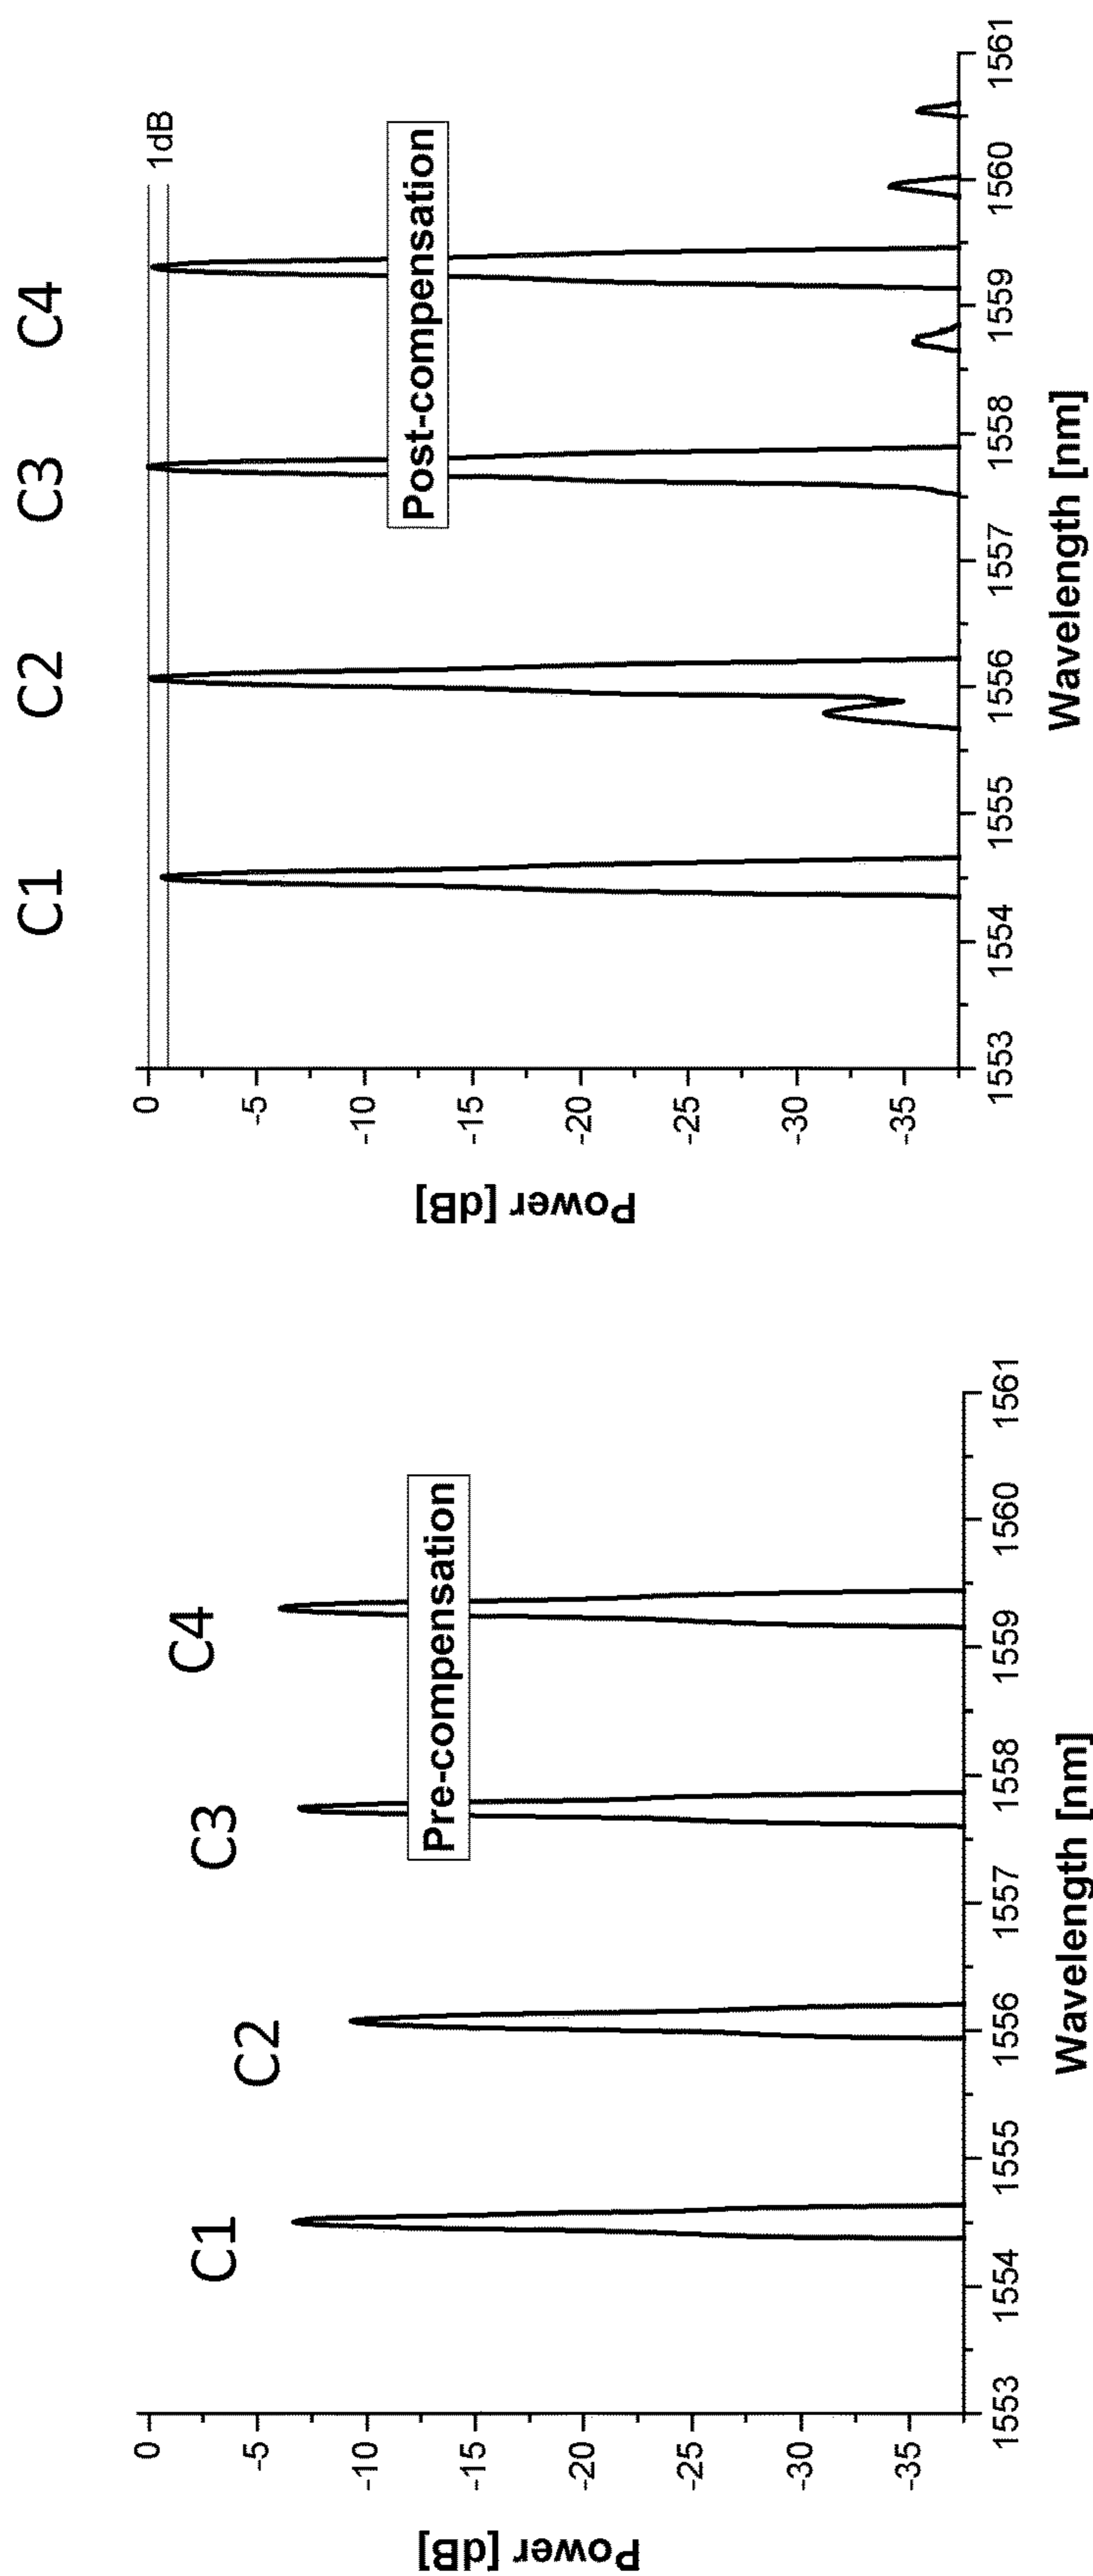 C1 C2 C3 C4
Power [dB]
0
-5
-10
-15
-20
-25
-30
-35
Pre-compensation
1553 1554 1555 1556 1557 1558 1559 1560 1561
Wavelength [nm]
C1 C2 C3 C4
Power [dB]
0
-5
-10
-15
-20
-25
-30
-35
1dB
Post-compensation
1553 1554 1555 1556 1557 1558 1559 1560 1561
Wavelength [nm]